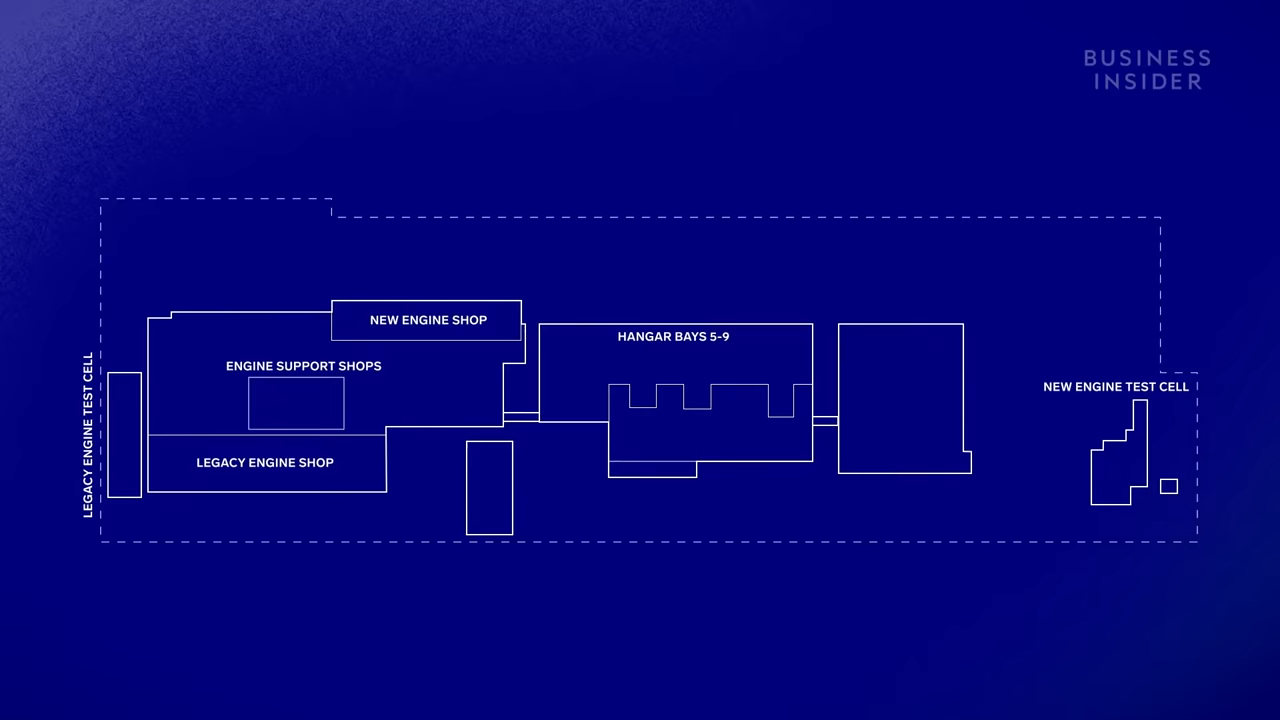 BUSINESS
INSIDER
NEW ENGINE SHOP
HANGAR BAYS 5-9
ENGINE SUPPORT SHOPS
NEW ENGINE TEST CELL
LEGACY ENGINE TEST CELL
LEGACY ENGINE SHOP